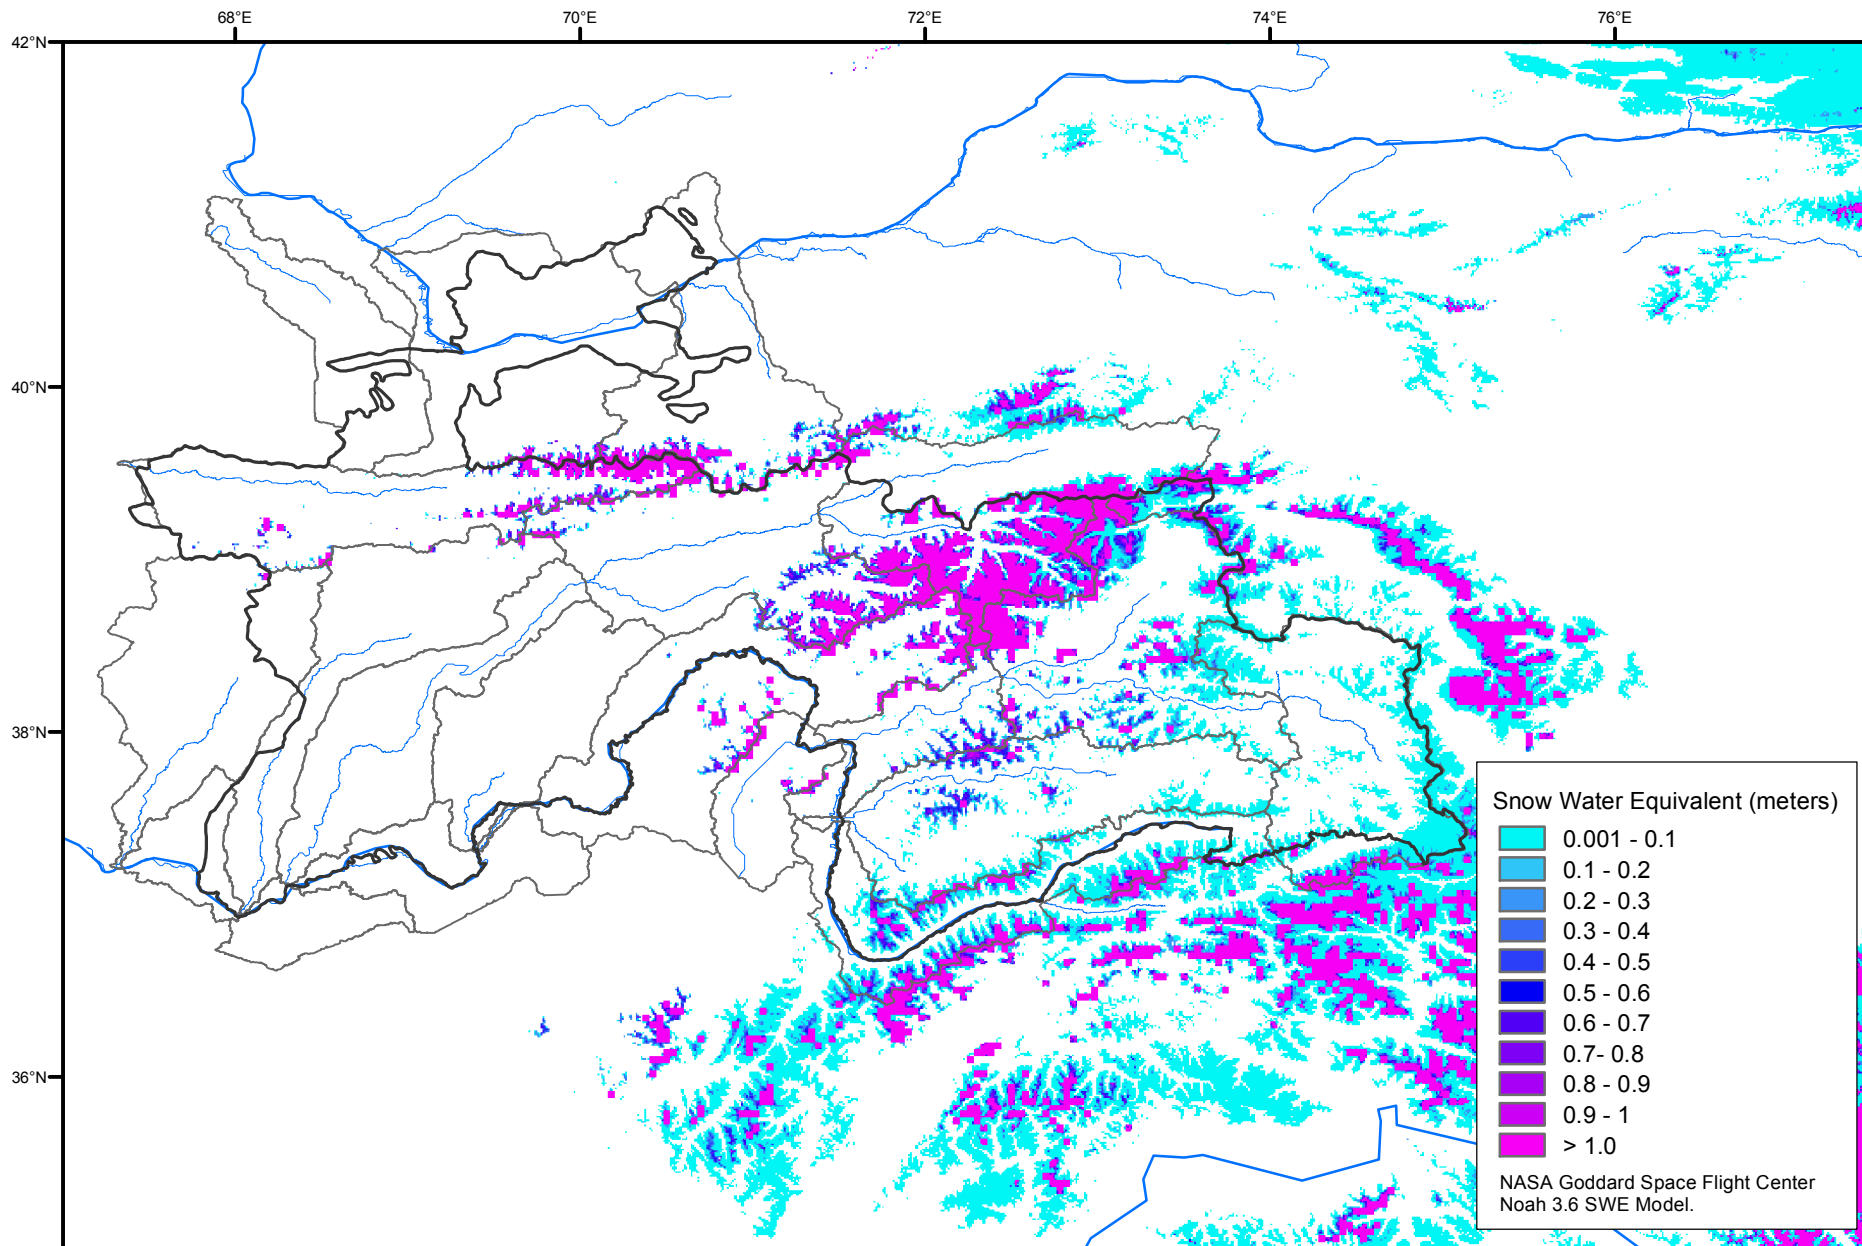 68°E
70°E
72°E
74°E
76°E
42°N
40°N
38°N
36°N
Snow Water Equivalent (meters)
0.001 - 0.1
0.1 - 0.2
0.2 - 0.3
0.3 - 0.4
0.4 - 0.5
0.5 - 0.6
0.6 - 0.7
0.7- 0.8
0.8 - 0.9
0.9 - 1
> 1.0
NASA Goddard Space Flight Center
Noah 3.6 SWE Model.